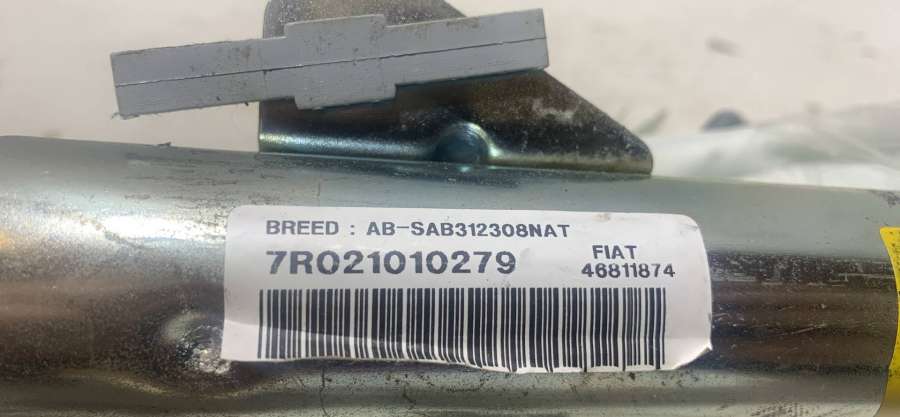 BREED : AB-SAB312308NAT
7R021010279
FIAT
46811874